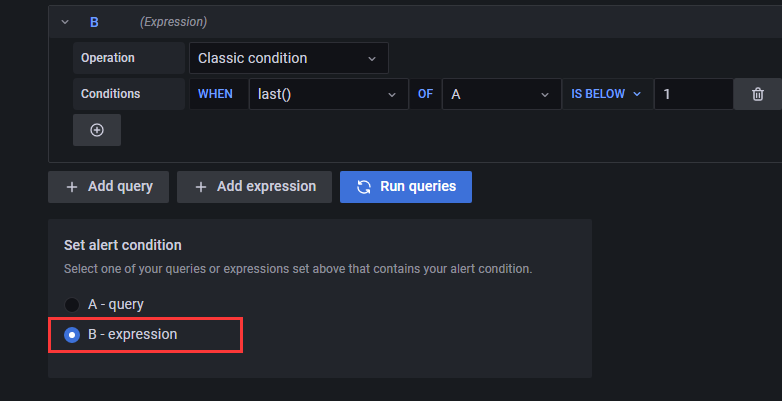 B (Expression)
Operation Classic condition
Conditions WHEN last() OF A IS BELOW 1
Add query Add expression Run queries
Set alert condition
Select one of your queries or expressions set above that contains your alert condition.
A - query
B - expression